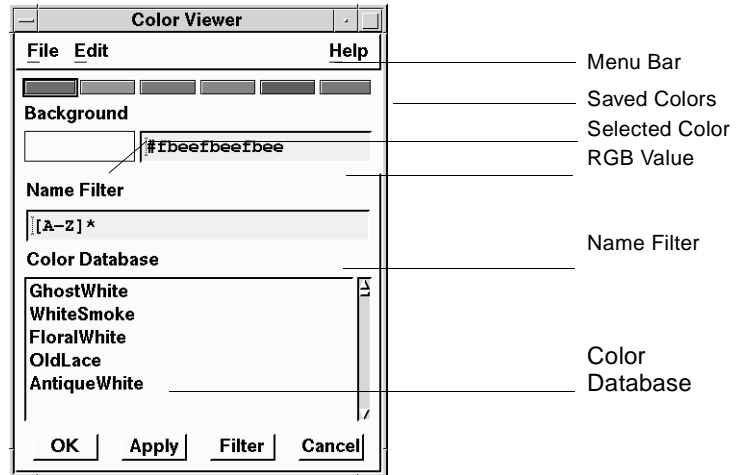 Color Viewer
File Edit Help
Menu Bar
Saved Colors
Background
Selected Color
#fbeefbeefbee
RGB Value
Name Filter
[A-Z]*
Name Filter
Color Database
GhostWhite
WhiteSmoke
FloralWhite
OldLace
AntiqueWhite
Color
Database
OK Apply Filter Cancel